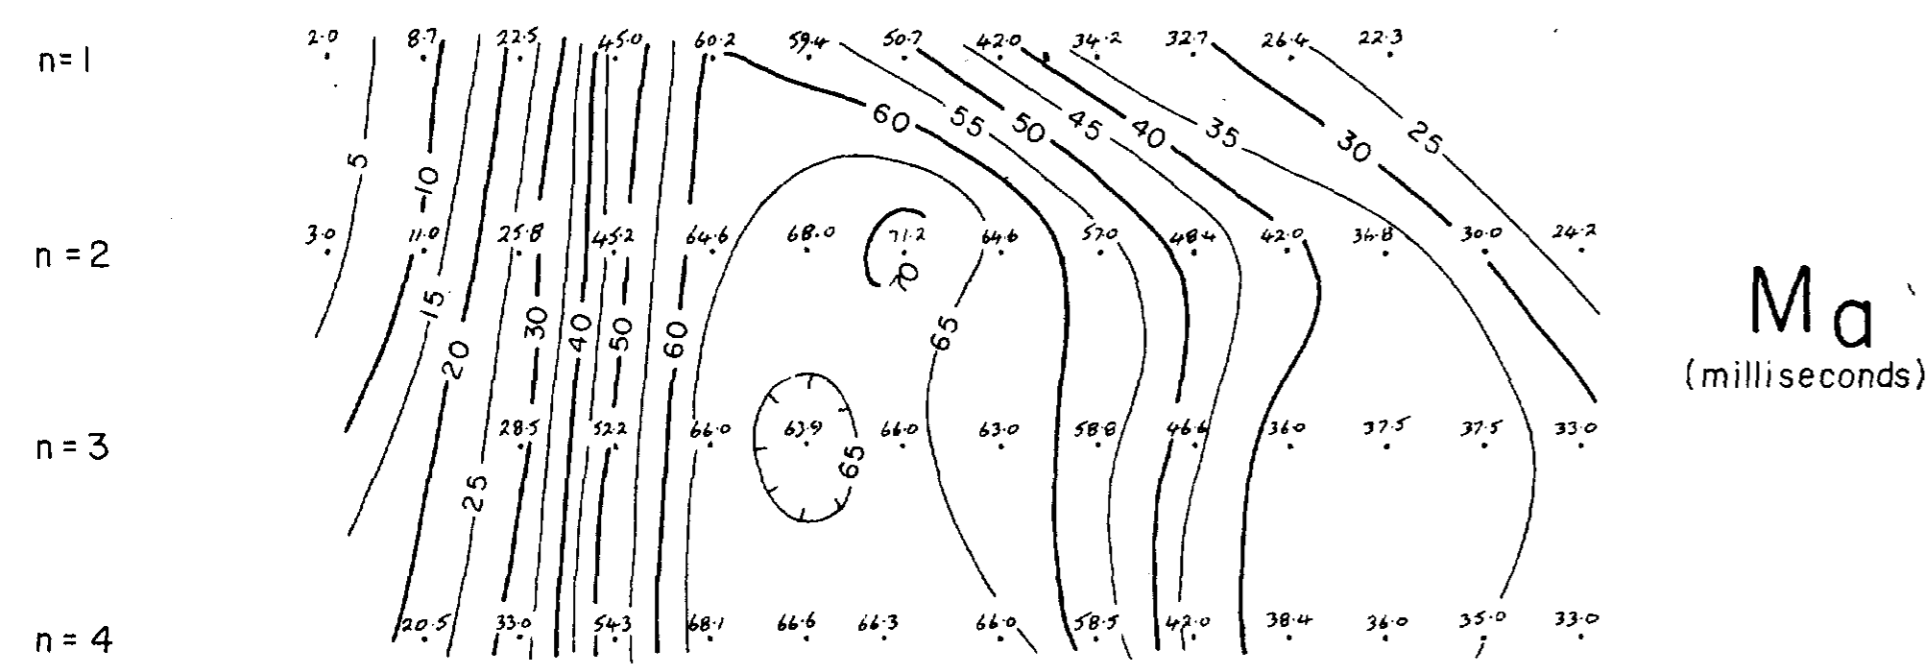 n=1 2.0 8.7 22.5 45.0 60.2 59.4 50.7 42.0 34.2 32.7 26.4 22.3
60 55 50 45 40 35 30 25
5 10
n=2 3.0 11.0 25.8 45.2 64.6 68.0 71.2 64.6 57.0 48.4 42.0 36.8 30.0 24.2
70
15 20 30 40 50 60 65
Ma
(milliseconds)
n=3 28.5 52.2 66.0 63.9 66.0 63.0 58.8 46.6 36.0 37.5 37.5 33.0
25 65
n=4 20.5 33.0 54.3 68.1 66.6 66.3 66.0 58.5 42.0 38.4 36.0 35.0 33.0